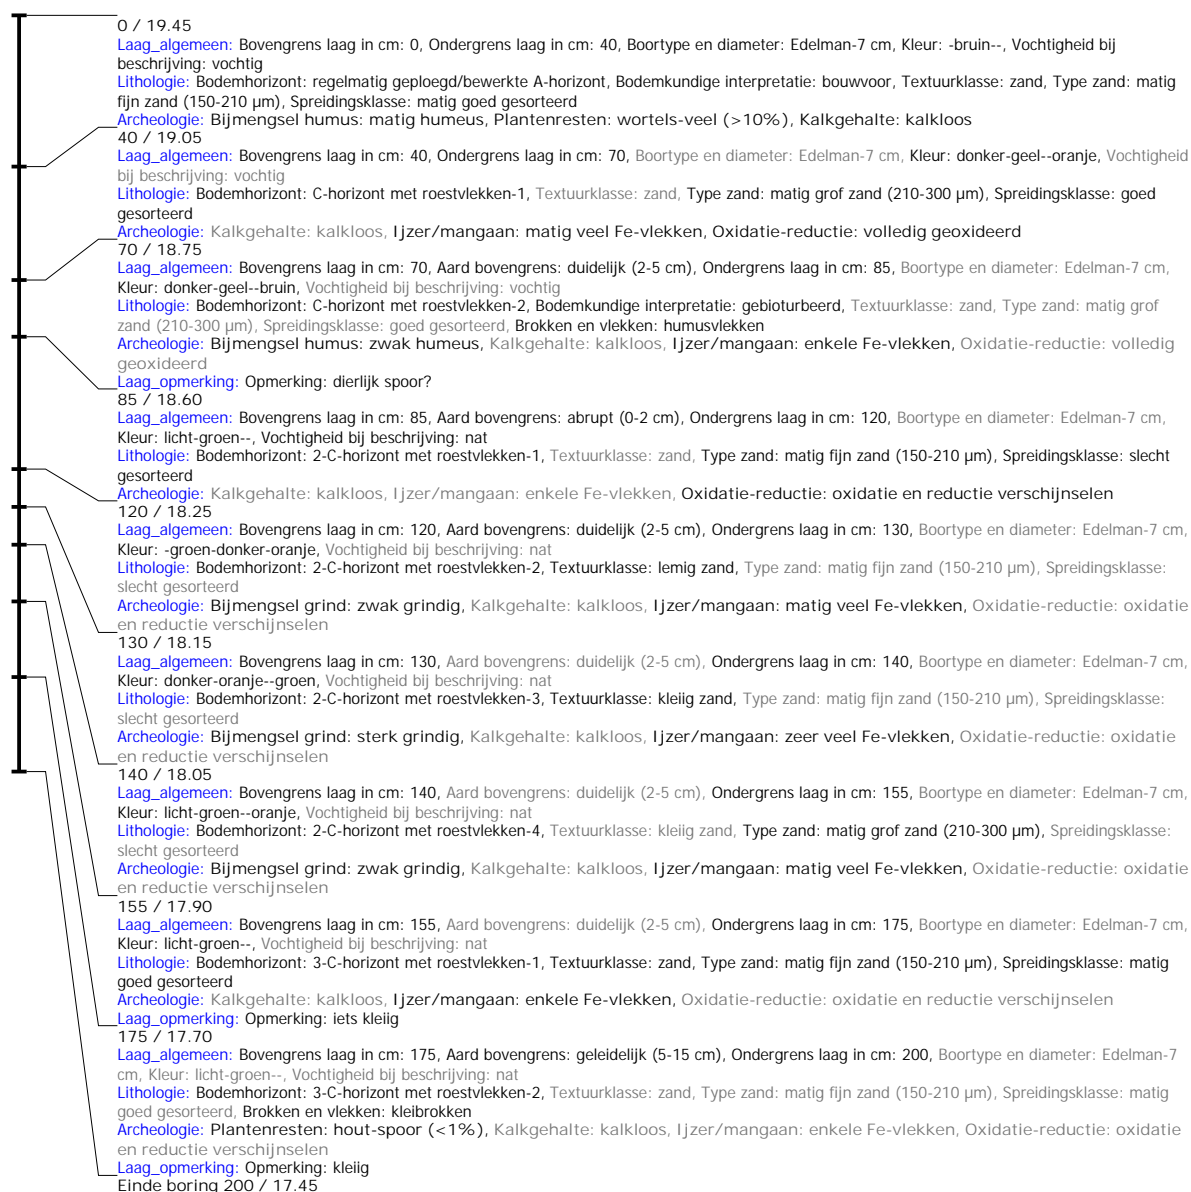 0 / 19.45
Laag_algemeen: Bovengrens laag in cm: 0, Ondergrens laag in cm: 40, Boortype en diameter: Edelman-7 cm, Kleur: -bruin--, Vochtigheid bij
beschrijving: vochtig
Lithologie: Bodemhorizont: regelmatig geploegd/bewerkte A-horizont, Bodemkundige interpretatie: bouwvoor, Textuurklasse: zand, Type zand: matig
fijn zand (150-210 µm), Spreidingsklasse: matig goed gesorteerd
Archeologie: Bijmengsel humus: matig humeus, Plantenresten: wortels-veel (>10%), Kalkgehalte: kalkloos
40 / 19.05
Laag_algemeen: Bovengrens laag in cm: 40, Ondergrens laag in cm: 70, Boortype en diameter: Edelman-7 cm, Kleur: donker-geel--oranje, Vochtigheid
bij beschrijving: vochtig
Lithologie: Bodemhorizont: C-horizont met roestvlekken-1, Textuurklasse: zand, Type zand: matig grof zand (210-300 µm), Spreidingsklasse: goed
gesorteerd
Archeologie: Kalkgehalte: kalkloos, Ijzer/mangaan: matig veel Fe-vlekken, Oxidatie-reductie: volledig geoxideerd
70 / 18.75
Laag_algemeen: Bovengrens laag in cm: 70, Aard bovengrens: duidelijk (2-5 cm), Ondergrens laag in cm: 85, Boortype en diameter: Edelman-7 cm,
Kleur: donker-geel--bruin, Vochtigheid bij beschrijving: vochtig
Lithologie: Bodemhorizont: C-horizont met roestvlekken-2, Bodemkundige interpretatie: gebioturbeerd, Textuurklasse: zand, Type zand: matig grof
zand (210-300 µm), Spreidingsklasse: goed gesorteerd, Brokken en vlekken: humusvlekken
Archeologie: Bijmengsel humus: zwak humeus, Kalkgehalte: kalkloos, Ijzer/mangaan: enkele Fe-vlekken, Oxidatie-reductie: volledig
geoxideerd
Laag_opmerking: Opmerking: dierlijk spoor?
85 / 18.60
Laag_algemeen: Bovengrens laag in cm: 85, Aard bovengrens: abrupt (0-2 cm), Ondergrens laag in cm: 120, Boortype en diameter: Edelman-7 cm,
Kleur: licht-groen--, Vochtigheid bij beschrijving: nat
Lithologie: Bodemhorizont: 2-C-horizont met roestvlekken-1, Textuurklasse: zand, Type zand: matig fijn zand (150-210 µm), Spreidingsklasse: slecht
gesorteerd
Archeologie: Kalkgehalte: kalkloos, Ijzer/mangaan: enkele Fe-vlekken, Oxidatie-reductie: oxidatie en reductie verschijnselen
120 / 18.25
Laag_algemeen: Bovengrens laag in cm: 120, Aard bovengrens: duidelijk (2-5 cm), Ondergrens laag in cm: 130, Boortype en diameter: Edelman-7 cm,
Kleur: -groen-donker-oranje, Vochtigheid bij beschrijving: nat
Lithologie: Bodemhorizont: 2-C-horizont met roestvlekken-2, Textuurklasse: lemig zand, Type zand: matig fijn zand (150-210 µm), Spreidingsklasse:
slecht gesorteerd
Archeologie: Bijmengsel grind: zwak grindig, Kalkgehalte: kalkloos, Ijzer/mangaan: matig veel Fe-vlekken, Oxidatie-reductie: oxidatie
en reductie verschijnselen
130 / 18.15
Laag_algemeen: Bovengrens laag in cm: 130, Aard bovengrens: duidelijk (2-5 cm), Ondergrens laag in cm: 140, Boortype en diameter: Edelman-7 cm,
Kleur: donker-oranje--groen, Vochtigheid bij beschrijving: nat
Lithologie: Bodemhorizont: 2-C-horizont met roestvlekken-3, Textuurklasse: kleiig zand, Type zand: matig fijn zand (150-210 µm), Spreidingsklasse:
slecht gesorteerd
Archeologie: Bijmengsel grind: sterk grindig, Kalkgehalte: kalkloos, Ijzer/mangaan: zeer veel Fe-vlekken, Oxidatie-reductie: oxidatie
en reductie verschijnselen
140 / 18.05
Laag_algemeen: Bovengrens laag in cm: 140, Aard bovengrens: duidelijk (2-5 cm), Ondergrens laag in cm: 155, Boortype en diameter: Edelman-7 cm,
Kleur: licht-groen--oranje, Vochtigheid bij beschrijving: nat
Lithologie: Bodemhorizont: 2-C-horizont met roestvlekken-4, Textuurklasse: kleiig zand, Type zand: matig grof zand (210-300 µm), Spreidingsklasse:
slecht gesorteerd
Archeologie: Bijmengsel grind: zwak grindig, Kalkgehalte: kalkloos, Ijzer/mangaan: matig veel Fe-vlekken, Oxidatie-reductie: oxidatie
en reductie verschijnselen
155 / 17.90
Laag_algemeen: Bovengrens laag in cm: 155, Aard bovengrens: duidelijk (2-5 cm), Ondergrens laag in cm: 175, Boortype en diameter: Edelman-7 cm,
Kleur: licht-groen--, Vochtigheid bij beschrijving: nat
Lithologie: Bodemhorizont: 3-C-horizont met roestvlekken-1, Textuurklasse: zand, Type zand: matig fijn zand (150-210 µm), Spreidingsklasse: matig
goed gesorteerd
Archeologie: Kalkgehalte: kalkloos, Ijzer/mangaan: enkele Fe-vlekken, Oxidatie-reductie: oxidatie en reductie verschijnselen
Laag_opmerking: Opmerking: iets kleiig
175 / 17.70
Laag_algemeen: Bovengrens laag in cm: 175, Aard bovengrens: geleidelijk (5-15 cm), Ondergrens laag in cm: 200, Boortype en diameter: Edelman-7
cm, Kleur: licht-groen--, Vochtigheid bij beschrijving: nat
Lithologie: Bodemhorizont: 3-C-horizont met roestvlekken-2, Textuurklasse: zand, Type zand: matig fijn zand (150-210 µm), Spreidingsklasse: matig
goed gesorteerd, Brokken en vlekken: kleibrokken
Archeologie: Plantenresten: hout-spoor (<1%), Kalkgehalte: kalkloos, Ijzer/mangaan: enkele Fe-vlekken, Oxidatie-reductie: oxidatie
en reductie verschijnselen
Laag_opmerking: Opmerking: kleiig
Einde boring 200 / 17.45